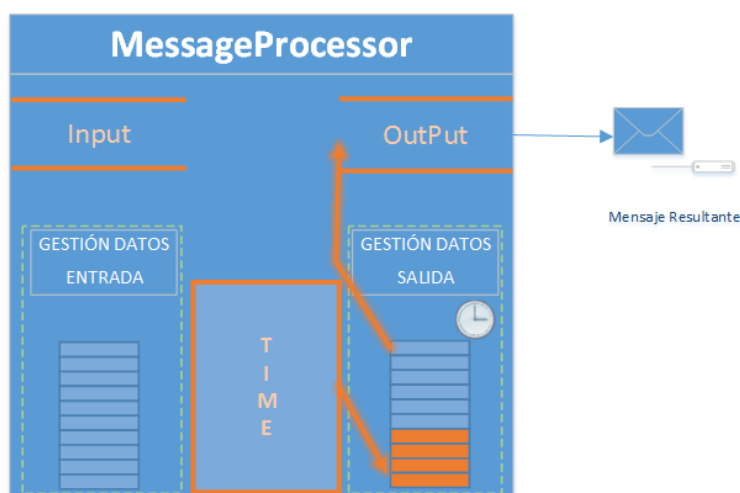 MessageProcessor
Input
OutPut
Mensaje Resultante
GESTIÓN DATOS
ENTRADA
GESTIÓN DATOS
SALIDA
T
I
M
E